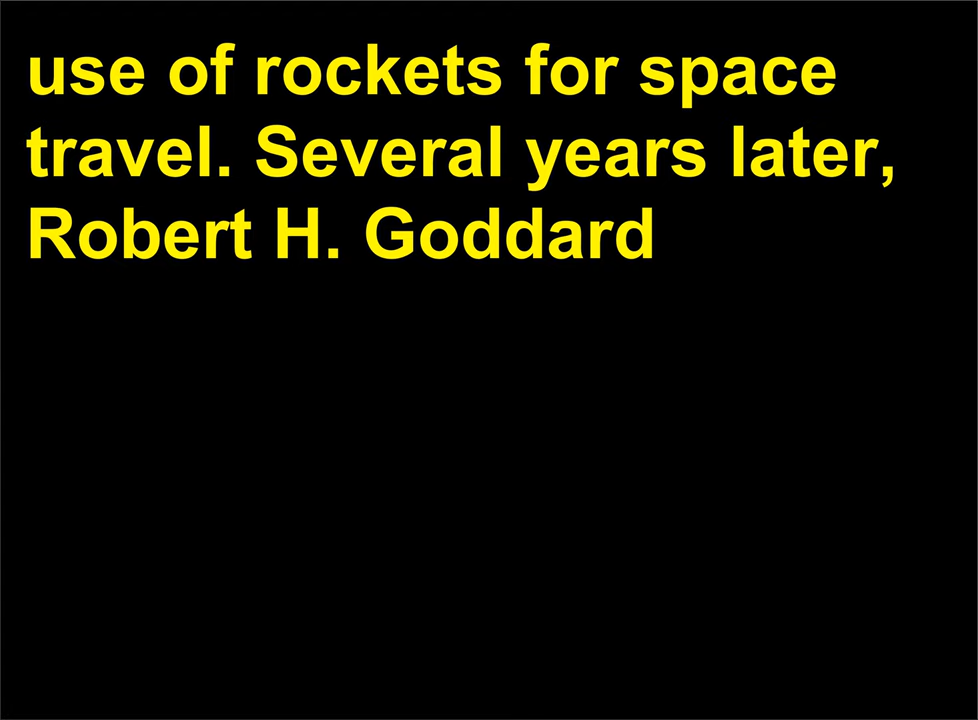 use of rockets for space
travel. Several years later,
Robert H. Goddard